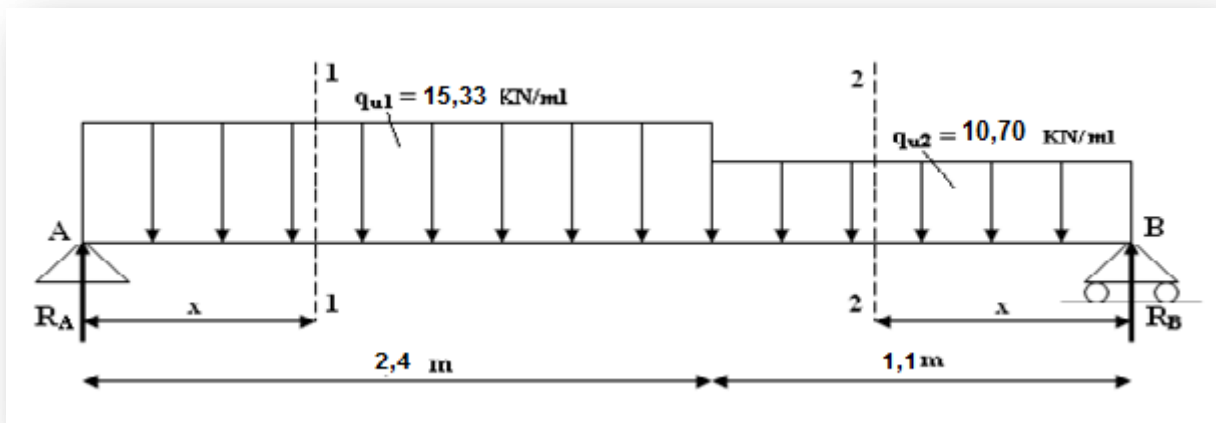 1
2
qu1 = 15,33 KN/ml
qu2 = 10,70 KN/ml
A
B
RA
x
1
2
x
RB
2,4 m
1,1m